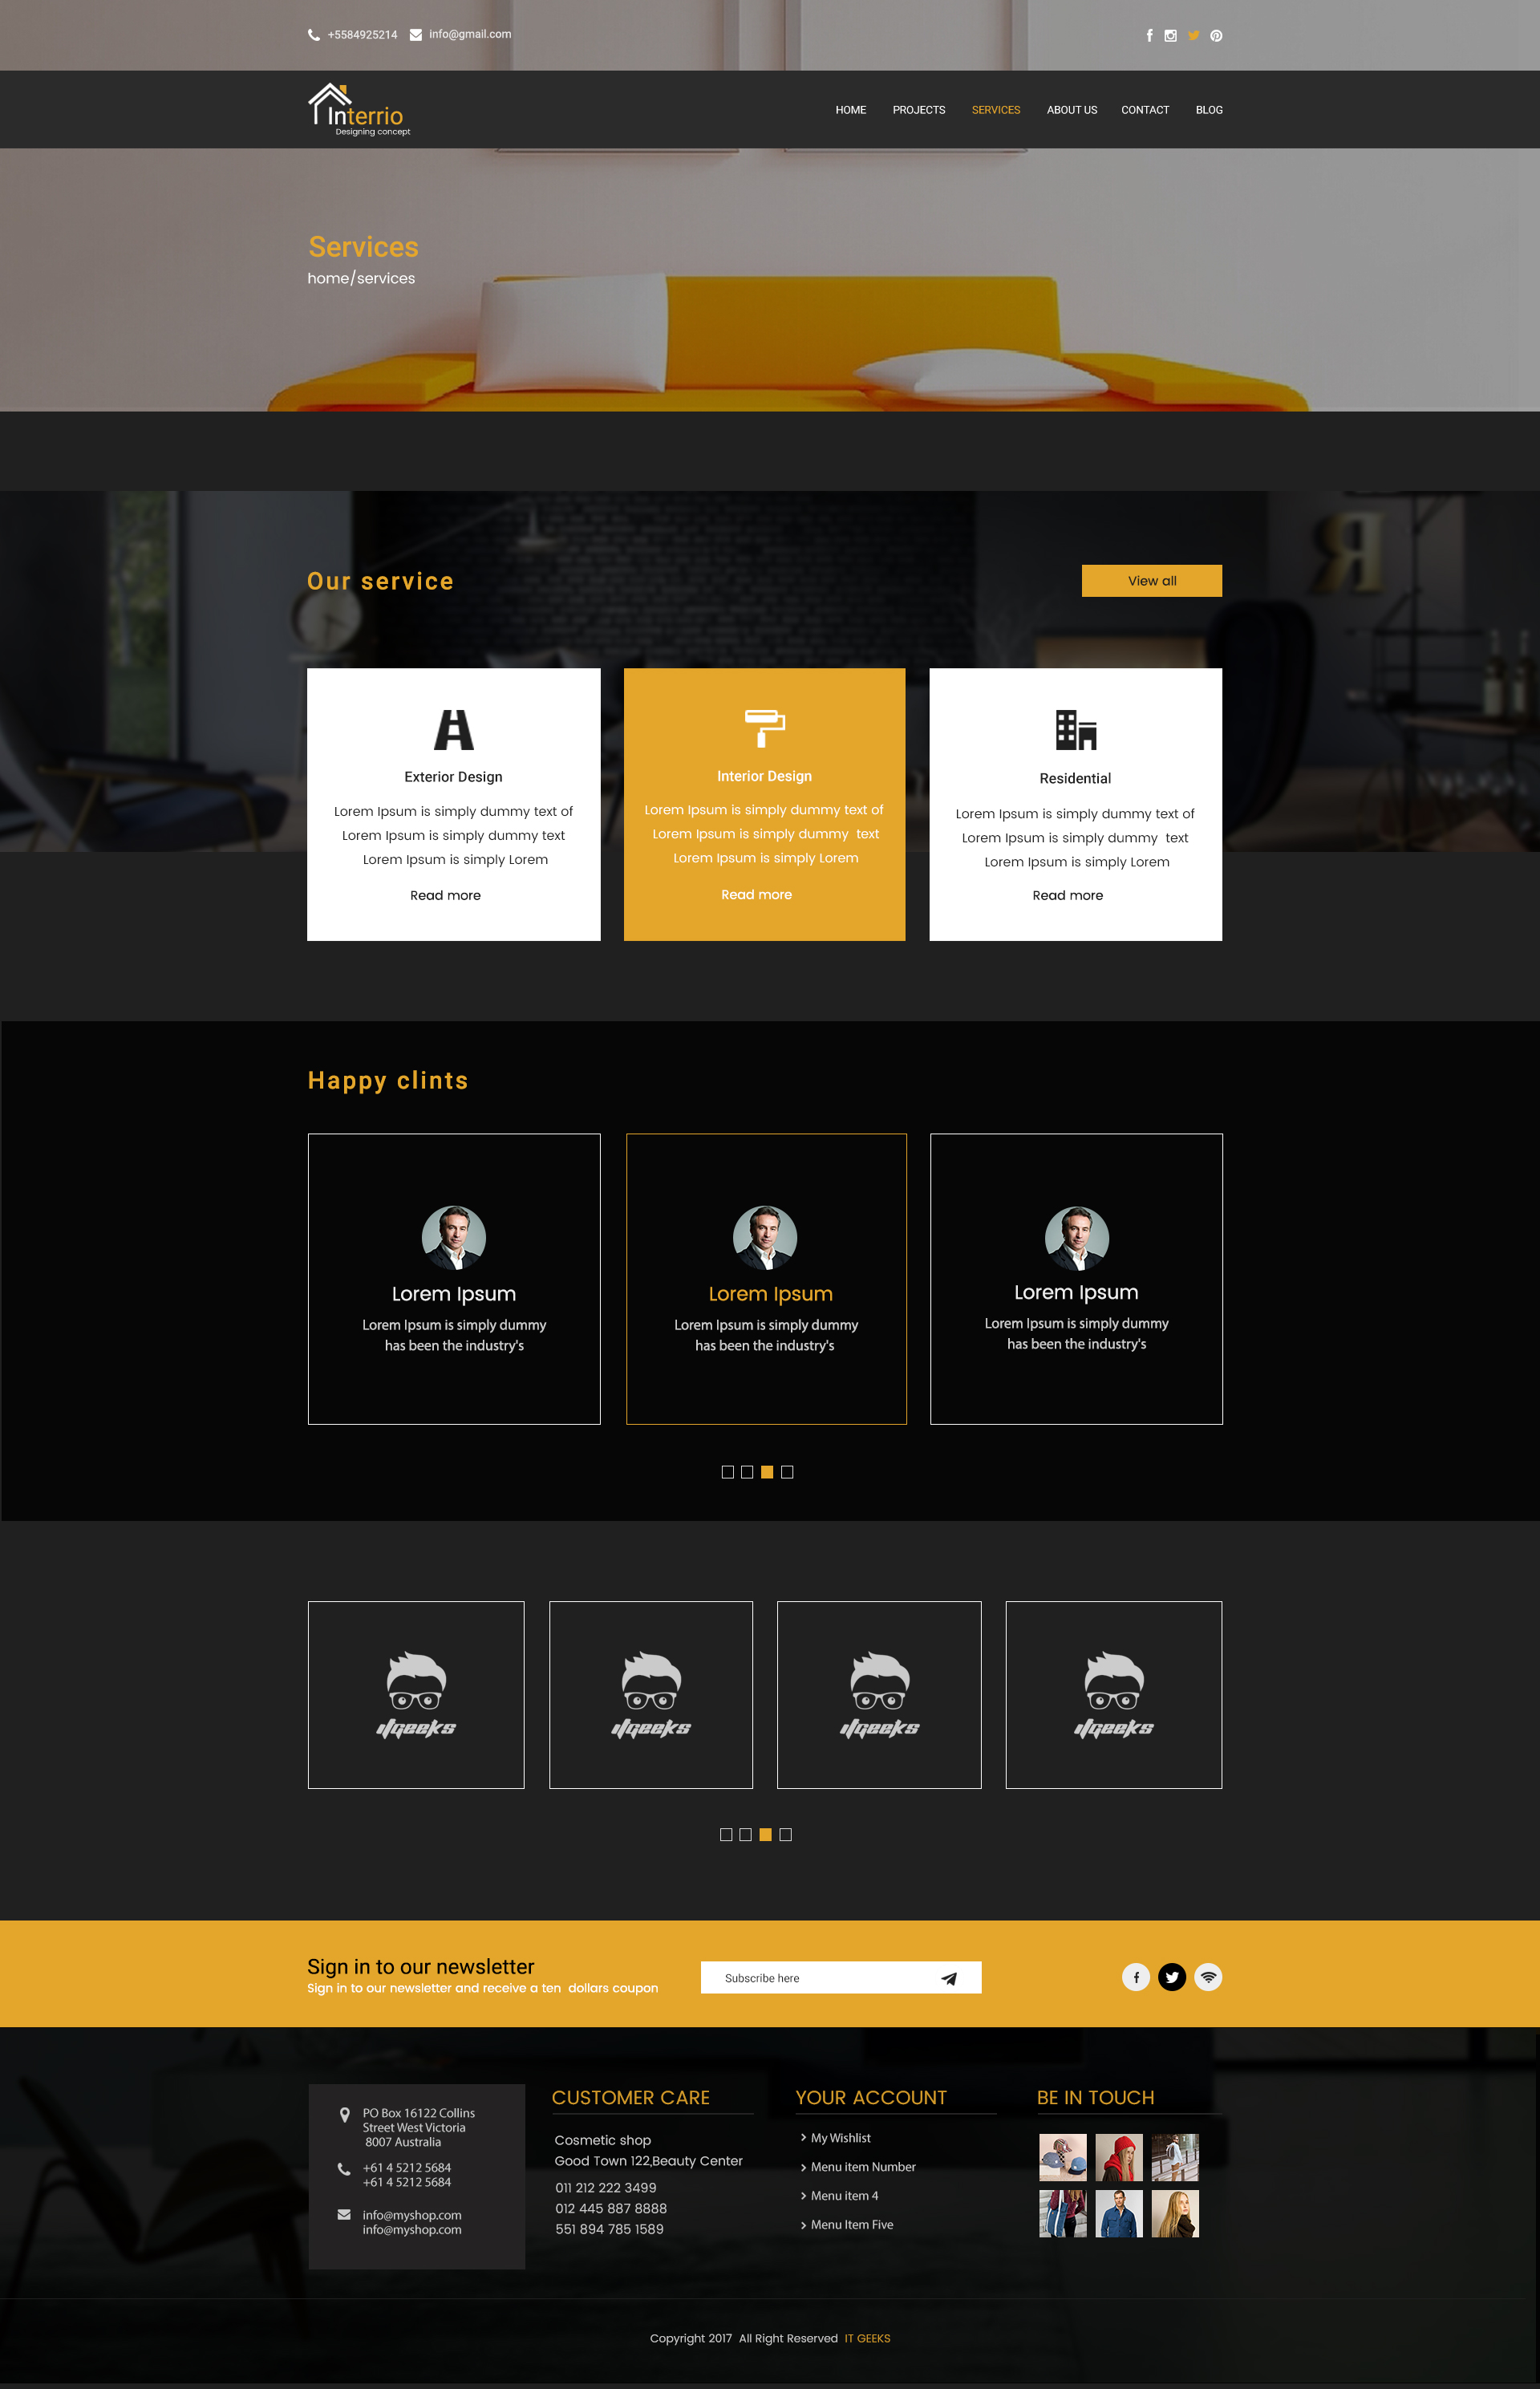 +5584925214 info@gmail.com
Interrio
Designing concept
HOME PROJECTS SERVICES ABOUT US CONTACT BLOG
Services
home/services
R
Our service
View all
Exterior Design
Lorem Ipsum is simply dummy text of
Lorem Ipsum is simply dummy text
Lorem Ipsum is simply Lorem
Read more
Interior Design
Lorem Ipsum is simply dummy text of
Lorem Ipsum is simply dummy  text
Lorem Ipsum is simply Lorem
Read more
Residential
Lorem Ipsum is simply dummy text of
Lorem Ipsum is simply dummy  text
Lorem Ipsum is simply Lorem
Read more
Happy clints
Lorem Ipsum
Lorem Ipsum is simply dummy
has been the industry's
Lorem Ipsum
Lorem Ipsum is simply dummy
has been the industry's
Lorem Ipsum
Lorem Ipsum is simply dummy
has been the industry's
itgeeks
itgeeks
itgeeks
itgeeks
Sign in to our newsletter
Sign in to our newsletter and receive a ten  dollars coupon
Subscribe here
PO Box 16122 Collins
Street West Victoria
8007 Australia
+61 4 5212 5684
+61 4 5212 5684
info@myshop.com
info@myshop.com
CUSTOMER CARE
Cosmetic shop
Good Town 122,Beauty Center
011 212 222 3499
012 445 887 8888
551 894 785 1589
YOUR ACCOUNT
My Wishlist
Menu item Number
Menu item 4
Menu Item Five
BE IN TOUCH
Copyright 2017  All Right Reserved  IT GEEKS